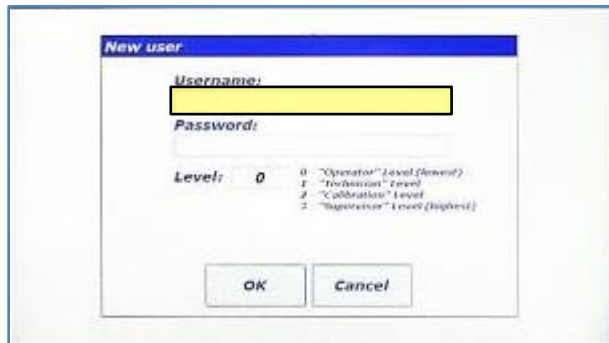 New user
Username:
Password:
Level: 0
0 "Operator" Level (lowest)
1 "Technician" Level
2 "Calibration" Level
3 "Supervisor" Level (highest)
OK Cancel